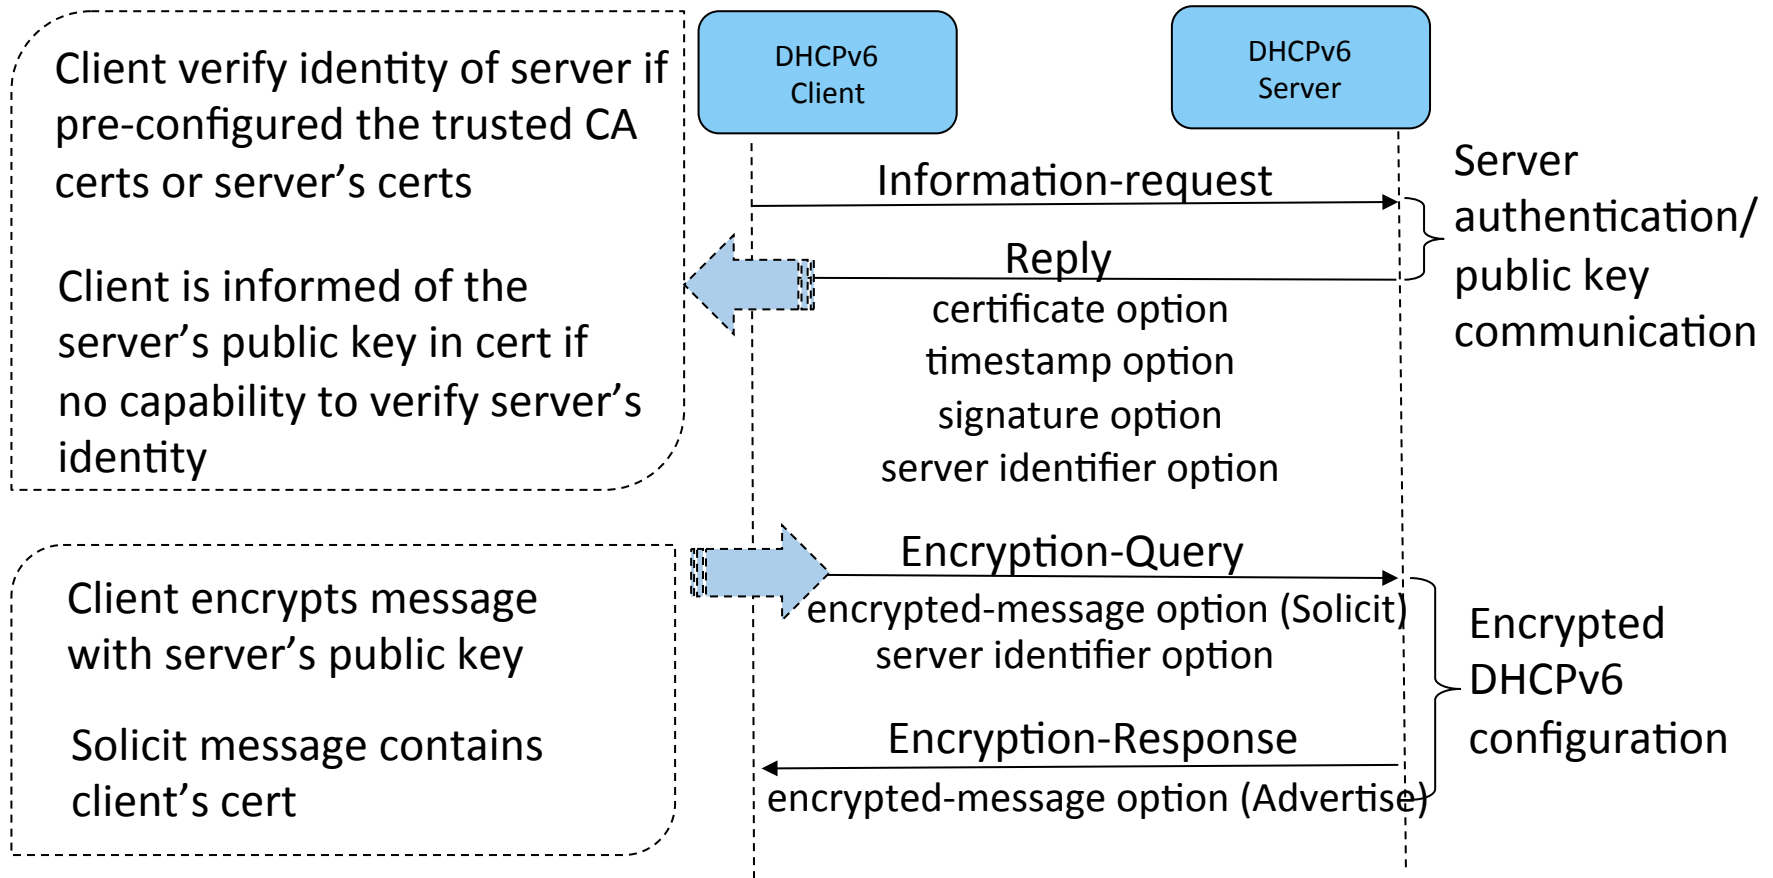 Client verify identity of server if
pre-configured the trusted CA
certs or server’s certs
Client is informed of the
server’s public key in cert if
no capability to verify server’s
identity
DHCPv6
Client
DHCPv6
Server
Information-request
Reply
certificate option
timestamp option
signature option
server identifier option
Server
authentication/
public key
communication
Client encrypts message
with server’s public key
Solicit message contains
client’s cert
Encryption-Query
encrypted-message option (Solicit)
server identifier option
Encryption-Response
encrypted-message option (Advertise)
Encrypted
DHCPv6
configuration